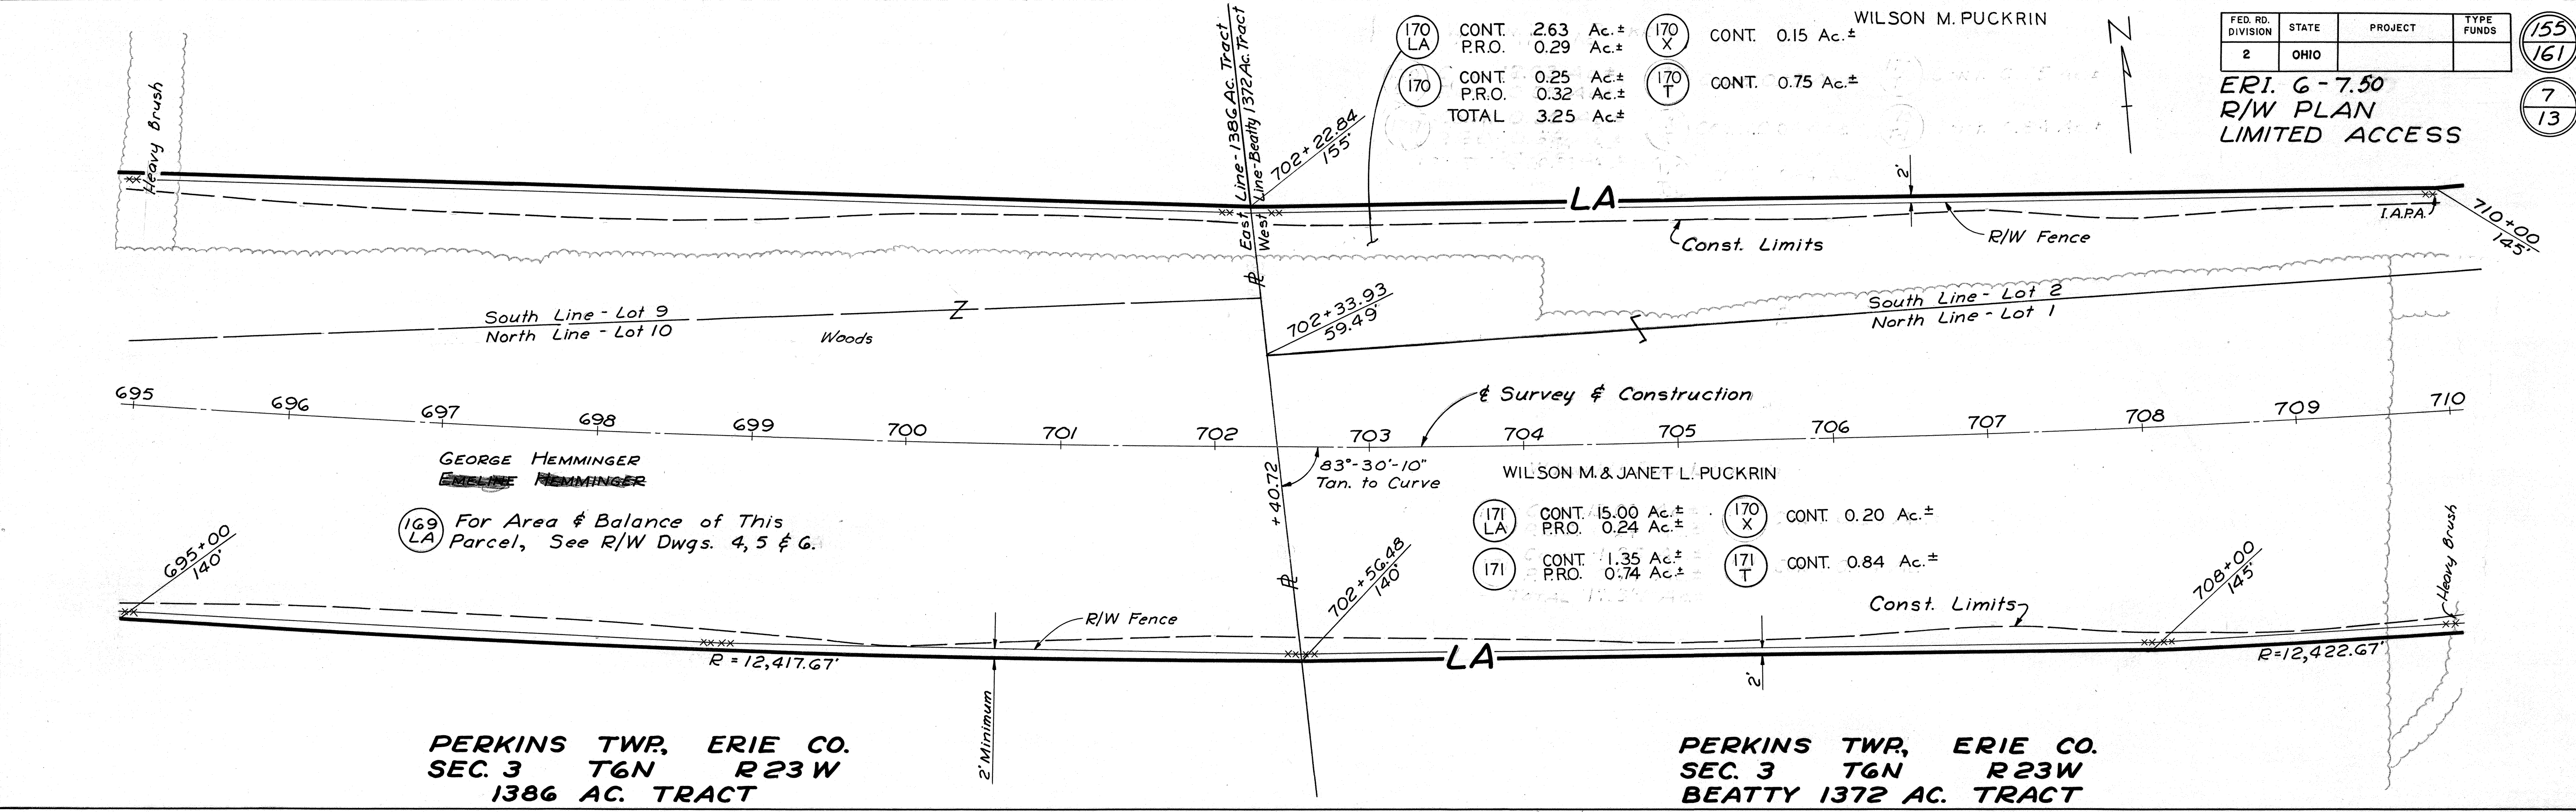 WILSON M. PUCKRIN
170 LA CONT. 2.63 Ac.±
P.R.O. 0.29 Ac.±
170 X CONT. 0.15 Ac.±
170 CONT. 0.25 Ac.±
P.R.O. 0.32 Ac.±
170 T CONT. 0.75 Ac.±
TOTAL 3.25 Ac.±
N
FED. RD. DIVISION STATE PROJECT TYPE FUNDS
2 OHIO
155
161
7
13
ERI. 6-7.50
R/W PLAN
LIMITED ACCESS
Heavy Brush
East Line-1386 Ac. Tract
West Line-Beatty 1372 Ac. Tract
702+22.84
155'
LA
2'
Const. Limits
R/W Fence
I.A.P.A.
710+00
145'
South Line - Lot 9
North Line - Lot 10
Woods
℄
702+33.93
59.49'
South Line - Lot 2
North Line - Lot 1
695 696 697 698 699 700 701 702 703 704 705 706 707 708 709 710
℄ Survey & Construction
83°-30'-10"
Tan. to Curve
+40.72
GEORGE HEMMINGER
EMELINE HEMMINGER
169 LA For Area & Balance of This
Parcel, See R/W Dwgs. 4, 5 & 6.
WILSON M. & JANET L. PUCKRIN
171 LA CONT. 15.00 Ac.±
P.R.O. 0.24 Ac.±
170 X CONT. 0.20 Ac.±
171 CONT. 1.35 Ac.±
P.R.O. 0.74 Ac.±
171 T CONT. 0.84 Ac.±
695+00
140'
R = 12,417.67'
R/W Fence
2' Minimum
702+56.48
140'
LA
2'
Const. Limits
708+00
145'
Heavy Brush
R=12,422.67'
PERKINS TWP., ERIE CO.
SEC. 3 T6N R23W
1386 AC. TRACT
PERKINS TWP., ERIE CO.
SEC. 3 T6N R23W
BEATTY 1372 AC. TRACT